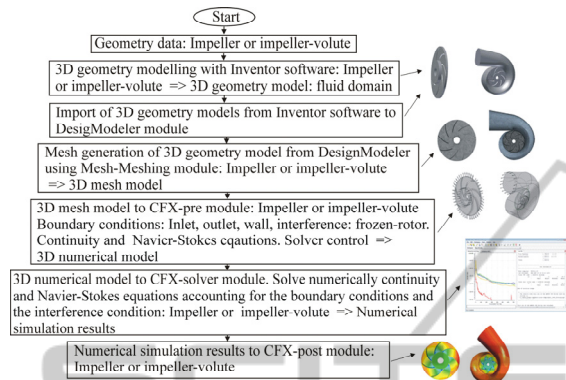 Start
Geometry data: Impeller or impeller-volute
3D geometry modelling with Inventor software: Impeller
or impeller-volute => 3D geometry model: fluid domain
Import of 3D geometry models from Inventor software to
DesigModeler module
Mesh generation of 3D geometry model from DesignModeler
using Mesh-Meshing module: Impeller or impeller-volute
=> 3D mesh model
3D mesh model to CFX-pre module: Impeller or impeller-volute
Boundary conditions: Inlet, outlet, wall, interference: frozen-rotor.
Continuity and Navier-Stokes equations. Solver control =>
3D numerical model
3D numerical model to CFX-solver module. Solve numerically continuity
and Navier-Stokes equations accounting for the boundary conditions and
the interference condition: Impeller or impeller-volute => Numerical
simulation results
Numerical simulation results to CFX-post module:
Impeller or impeller-volute